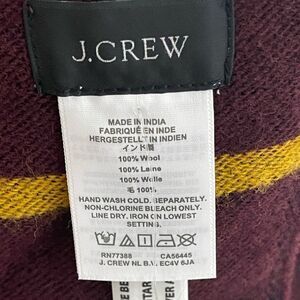 J.CREW
MADE IN INDIA
FABRIQUÉ EN INDE
HERGESTELLT IN INDIEN
インド製
100% Wool
100% Laine
100% Wolle
毛 100%
HAND WASH COLD. SEPARATELY.
NON-CHLORINE BLEACH ONLY.
LINE DRY. IRON ON LOWEST
SETTING.
RN77388 CA56445
J. CREW NL B.V. EC4V 6JA